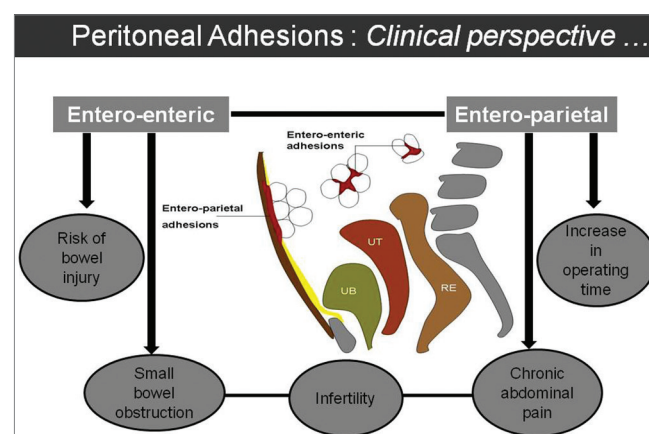 Peritoneal Adhesions : Clinical perspective ...
Entero-enteric
Entero-parietal
Entero-enteric
adhesions
Entero-parietal
adhesions
Risk of
bowel
injury
UT
UB
RE
Increase in
operating
time
Small
bowel
obstruction
Infertility
Chronic
abdominal
pain